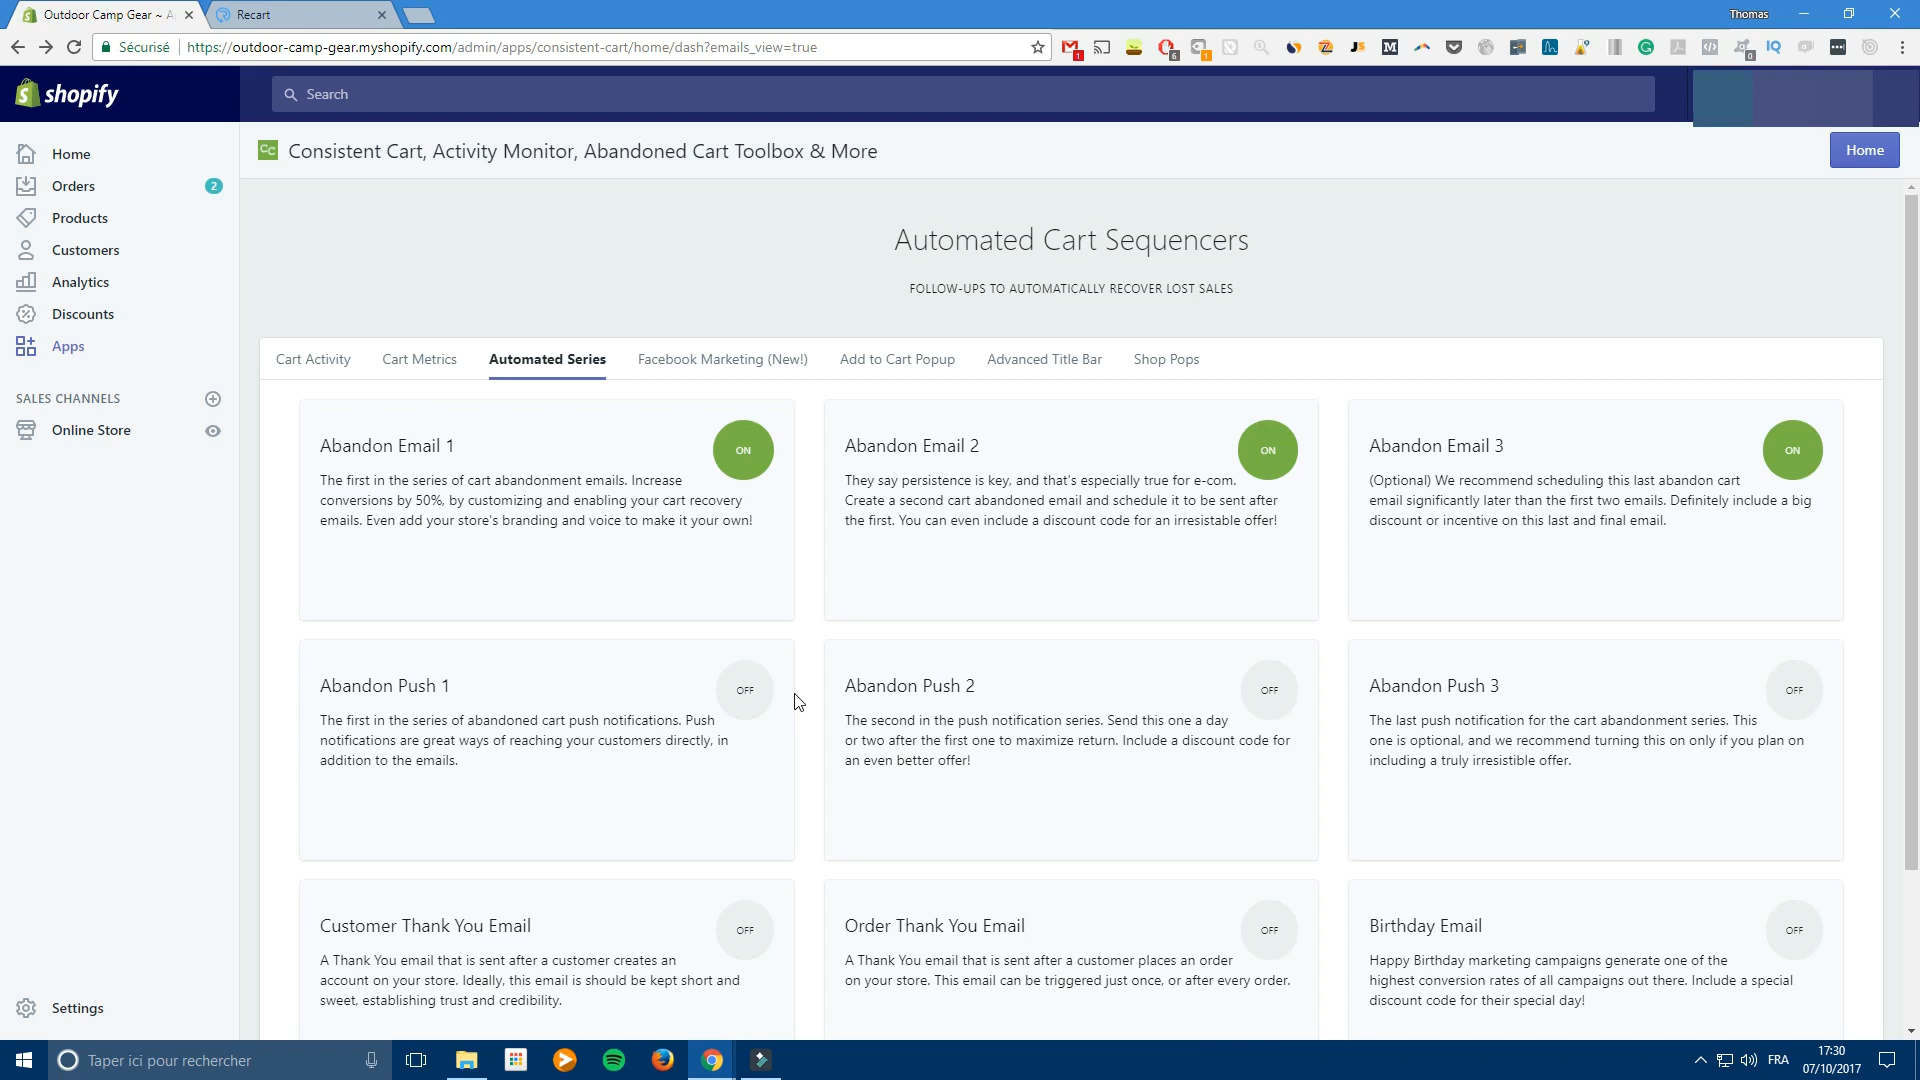 Outdoor Camp Gear ~ A
Recart
Thomas
Sécurisé
https://outdoor-camp-gear.myshopify.com/admin/apps/consistent-cart/home/dash?emails_view=true
shopify
Search
Home
Orders 2
Products
Customers
Analytics
Discounts
Apps
SALES CHANNELS
Online Store
Settings
Consistent Cart, Activity Monitor, Abandoned Cart Toolbox & More
Home
Automated Cart Sequencers
FOLLOW-UPS TO AUTOMATICALLY RECOVER LOST SALES
Cart Activity
Cart Metrics
Automated Series
Facebook Marketing (New!)
Add to Cart Popup
Advanced Title Bar
Shop Pops
Abandon Email 1
ON
The first in the series of cart abandonment emails. Increase
conversions by 50%, by customizing and enabling your cart recovery
emails. Even add your store's branding and voice to make it your own!
Abandon Email 2
ON
They say persistence is key, and that's especially true for e-com.
Create a second cart abandoned email and schedule it to be sent after
the first. You can even include a discount code for an irresistable offer!
Abandon Email 3
ON
(Optional) We recommend scheduling this last abandon cart
email significantly later than the first two emails. Definitely include a big
discount or incentive on this last and final email.
Abandon Push 1
OFF
The first in the series of abandoned cart push notifications. Push
notifications are great ways of reaching your customers directly, in
addition to the emails.
Abandon Push 2
OFF
The second in the push notification series. Send this one a day
or two after the first one to maximize return. Include a discount code for
an even better offer!
Abandon Push 3
OFF
The last push notification for the cart abandonment series. This
one is optional, and we recommend turning this on only if you plan on
including a truly irresistible offer.
Customer Thank You Email
OFF
A Thank You email that is sent after a customer creates an
account on your store. Ideally, this email is should be kept short and
sweet, establishing trust and credibility.
Order Thank You Email
OFF
A Thank You email that is sent after a customer places an order
on your store. This email can be triggered just once, or after every order.
Birthday Email
OFF
Happy Birthday marketing campaigns generate one of the
highest conversion rates of all campaigns out there. Include a special
discount code for their special day!
Taper ici pour rechercher
FRA
17:30
07/10/2017